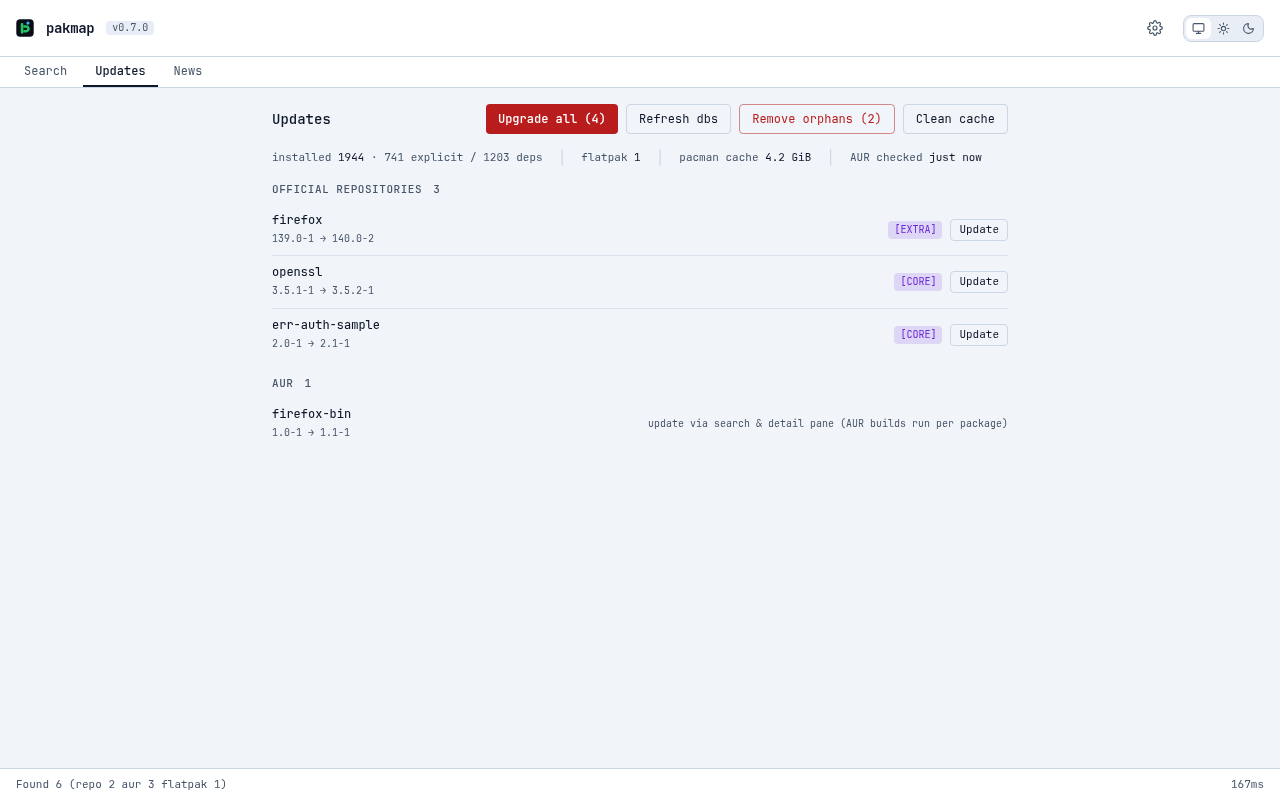 pakmap v0.7.0
Search Updates News
Updates Upgrade all (4) Refresh dbs Remove orphans (2) Clean cache
installed 1944 · 741 explicit / 1203 deps flatpak 1 pacman cache 4.2 GiB AUR checked just now
OFFICIAL REPOSITORIES 3
firefox
139.0-1 → 140.0-2
[EXTRA] Update
openssl
3.5.1-1 → 3.5.2-1
[CORE] Update
err-auth-sample
2.0-1 → 2.1-1
[CORE] Update
AUR 1
firefox-bin
1.0-1 → 1.1-1
update via search & detail pane (AUR builds run per package)
Found 6 (repo 2 aur 3 flatpak 1) 167ms